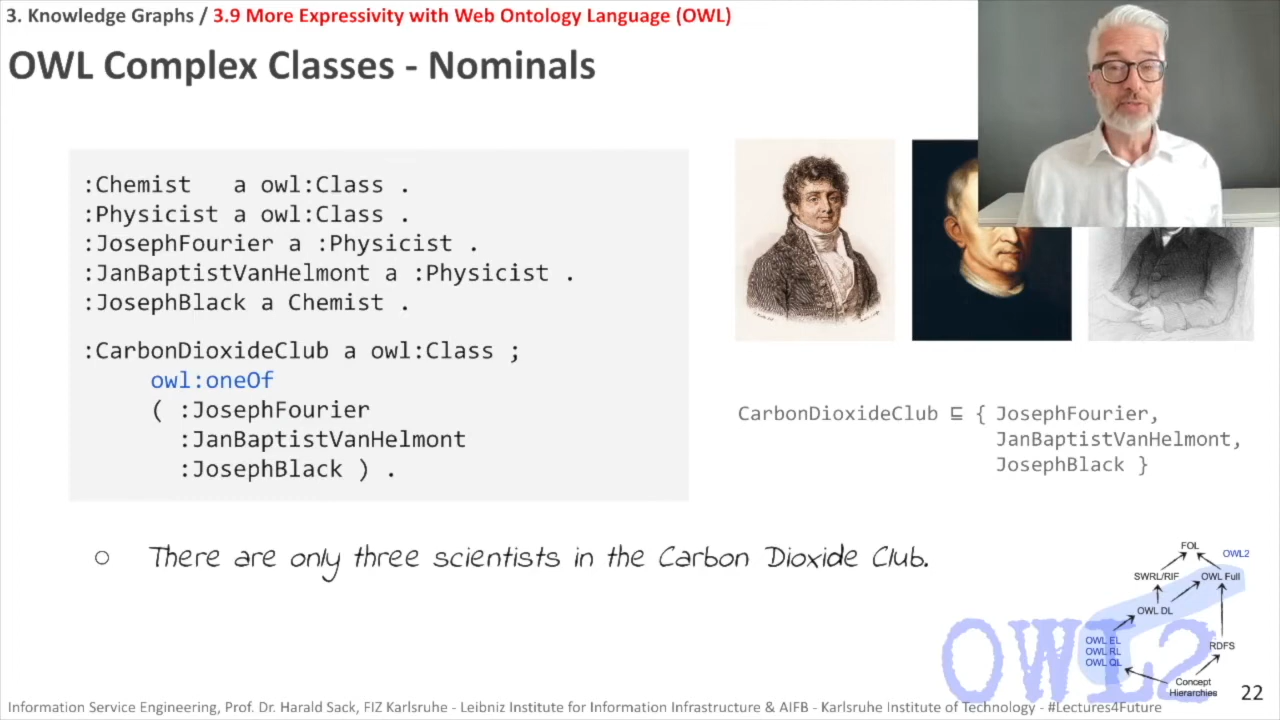 3. Knowledge Graphs / 3.9 More Expressivity with Web Ontology Language (OWL)
OWL Complex Classes - Nominals
:Chemist a owl:Class .
:Physicist a owl:Class .
:JosephFourier a :Physicist .
:JanBaptistVanHelmont a :Physicist .
:JosephBlack a Chemist .
:CarbonDioxideClub a owl:Class ;
owl:oneOf
( :JosephFourier
:JanBaptistVanHelmont
:JosephBlack ) .
CarbonDioxideClub ⊑ { JosephFourier,
JanBaptistVanHelmont,
JosephBlack }
○ There are only three scientists in the Carbon Dioxide Club.
FOL
OWL2
SWRL/RIF
OWL Full
OWL DL
OWL EL
OWL RL
OWL QL
RDFS
Concept
Hierarchies
OWL2
22
Information Service Engineering, Prof. Dr. Harald Sack, FIZ Karlsruhe - Leibniz Institute for Information Infrastructure & AIFB - Karlsruhe Institute of Technology - #Lectures4Future